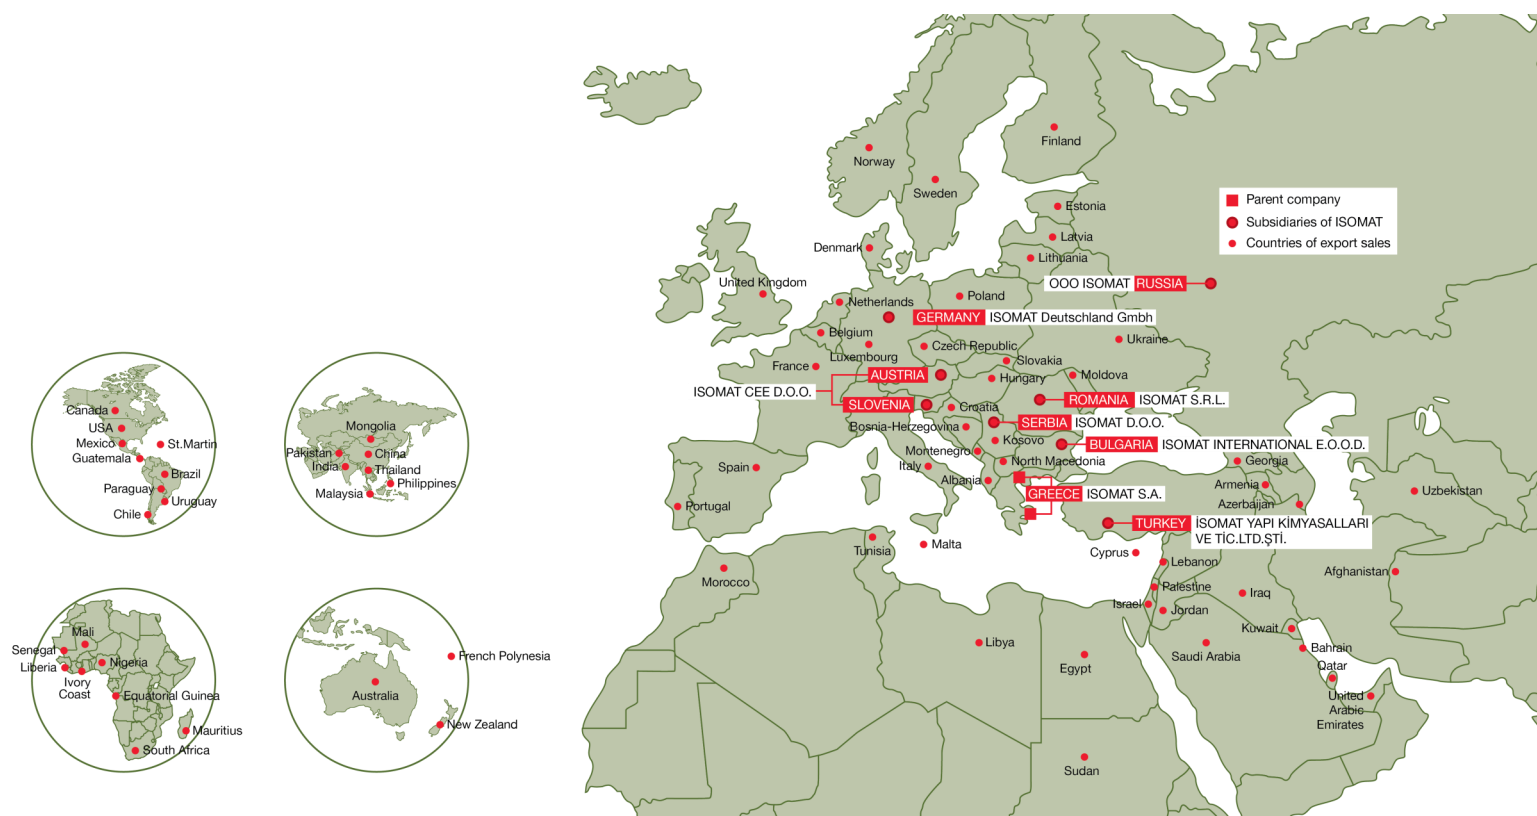 Finland
Norway
Sweden
Parent company
Subsidiaries of ISOMAT
Countries of export sales
Estonia
Latvia
Denmark
Lithuania
United Kingdom
OOO ISOMAT RUSSIA
Netherlands
Poland
GERMANY ISOMAT Deutschland Gmbh
Belgium
Ukraine
Czech Republic
Luxembourg
Slovakia
France
AUSTRIA
Hungary
Moldova
ISOMAT CEE D.O.O.
SLOVENIA
Croatia
ROMANIA ISOMAT S.R.L.
Bosnia-Herzegovina
SERBIA ISOMAT D.O.O.
Kosovo
BULGARIA ISOMAT INTERNATIONAL E.O.O.D.
Montenegro
Italy
North Macedonia
Georgia
Spain
Albania
Armenia
GREECE ISOMAT S.A.
Uzbekistan
Portugal
Azerbaijan
TURKEY İSOMAT YAPI KİMYASALLARI
VE TİC.LTD.ŞTİ.
Tunisia
Malta
Cyprus
Lebanon
Morocco
Afghanistan
Palestine
Iraq
Israel
Jordan
Kuwait
Libya
Egypt
Saudi Arabia
Bahrain
Qatar
United
Arabic
Emirates
Sudan
Canada
USA
Mexico
St.Martin
Guatemala
Brazil
Paraguay
Uruguay
Chile
Mongolia
Pakistan
China
India
Thailand
Philippines
Malaysia
Mali
Senegal
Nigeria
Liberia
Ivory
Coast
Equatorial Guinea
Mauritius
South Africa
French Polynesia
Australia
New Zealand